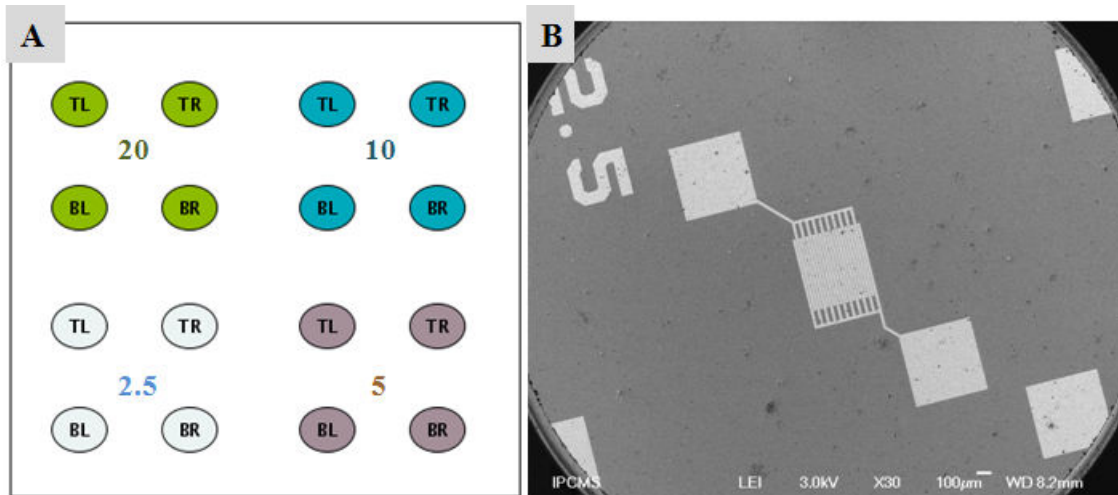 A
TL TR TL TR
20 10
BL BR BL BR
TL TR TL TR
2.5 5
BL BR BL BR
B
2.5
IPCMS LEI 3.0kV X30 100μm WD 8.2mm